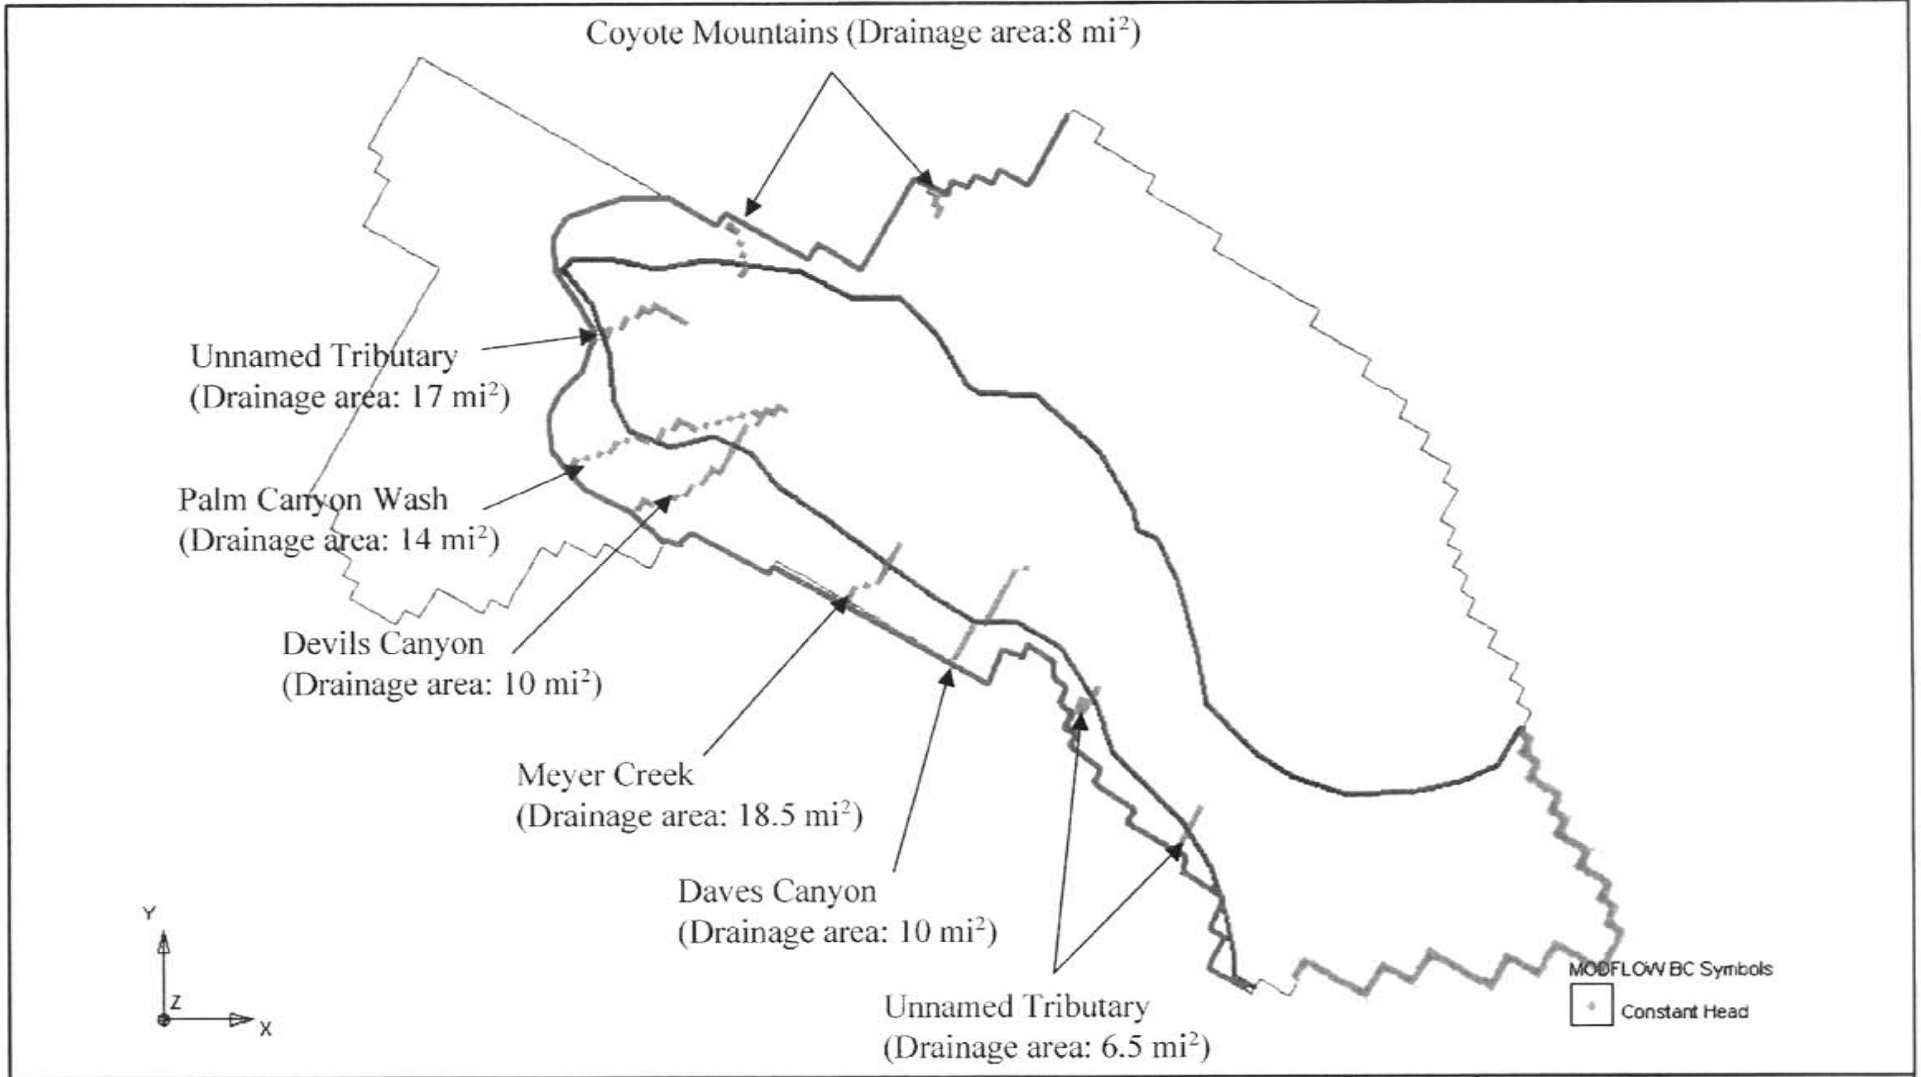 Coyote Mountains (Drainage area:8 mi²)
Unnamed Tributary
(Drainage area: 17 mi²)
Palm Canyon Wash
(Drainage area: 14 mi²)
Devils Canyon
(Drainage area: 10 mi²)
Meyer Creek
(Drainage area: 18.5 mi²)
Daves Canyon
(Drainage area: 10 mi²)
Unnamed Tributary
(Drainage area: 6.5 mi²)
Y
Z
X
MODFLOW BC Symbols
Constant Head